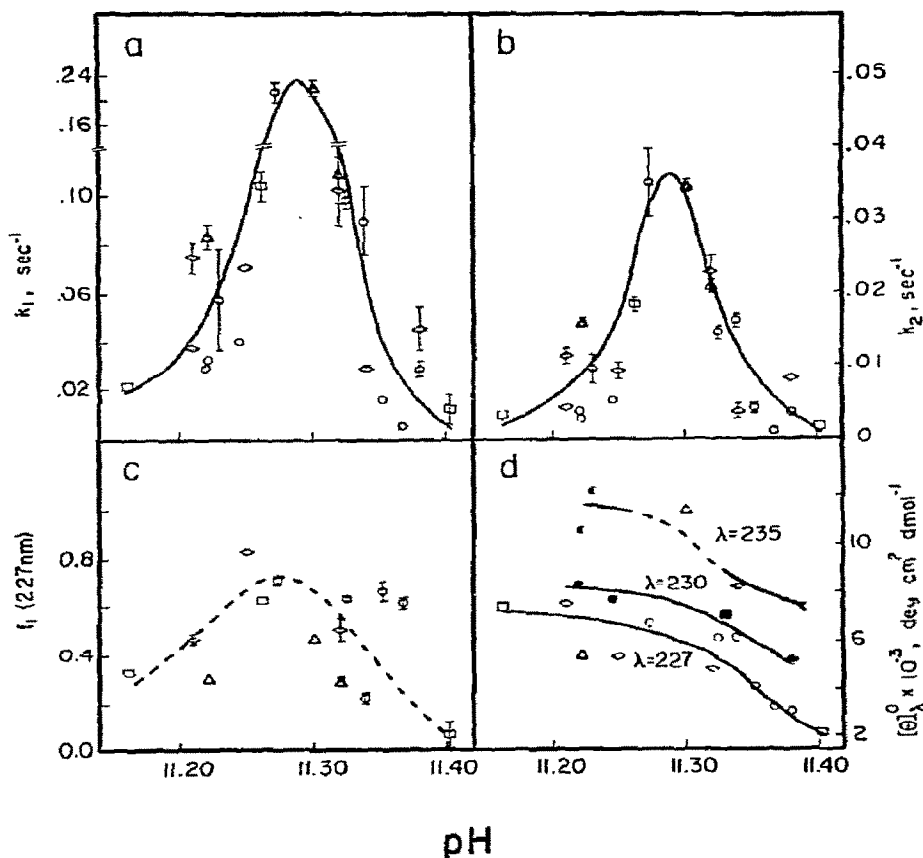 a
b
.24
.16
.10
.06
.02
k₁, sec⁻¹
.05
.04
.03
.02
.01
0
k₂, sec⁻¹
c
d
0.8
0.4
0.0
f₁ (227nm)
λ=235
λ=230
λ=227
10
6
2
[θ]⁰λ × 10⁻³, deg cm² dmol⁻¹
11.20
11.30
11.40
11.20
11.30
11.40
pH